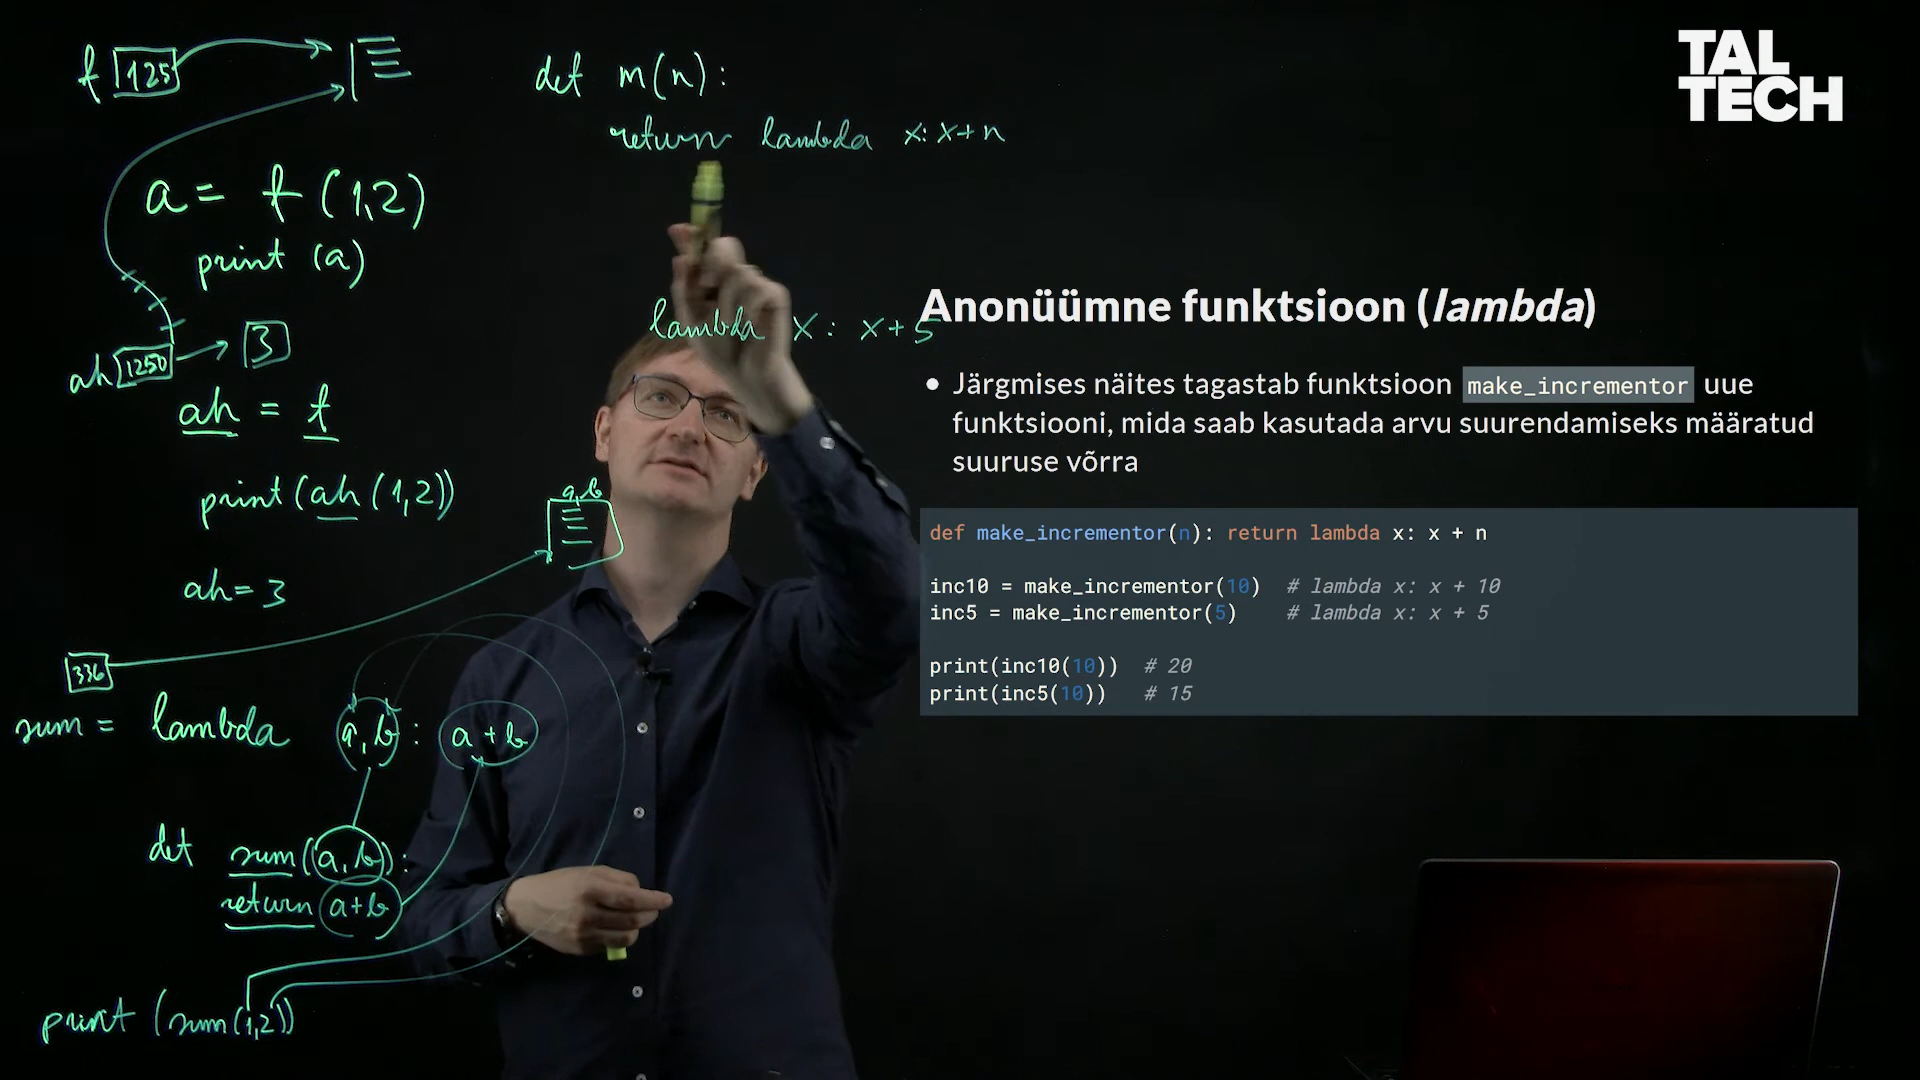 f 125
a = f (1,2)
print (a)
ah 1250 3
ah = f
print (ah (1,2))
ah = 3
336
a, b
sum = lambda a, b : a + b
def sum (a, b):
return a+b
print (sum (1,2))
def m(n):
return lambda x: x+n
lambda x: x+5
TAL
TECH
Anonüümne funktsioon (lambda)
• Järgmises näites tagastab funktsioon make_incrementor uue
funktsiooni, mida saab kasutada arvu suurendamiseks määratud
suuruse võrra
def make_incrementor(n): return lambda x: x + n
inc10 = make_incrementor(10) # lambda x: x + 10
inc5 = make_incrementor(5) # lambda x: x + 5
print(inc10(10)) # 20
print(inc5(10)) # 15